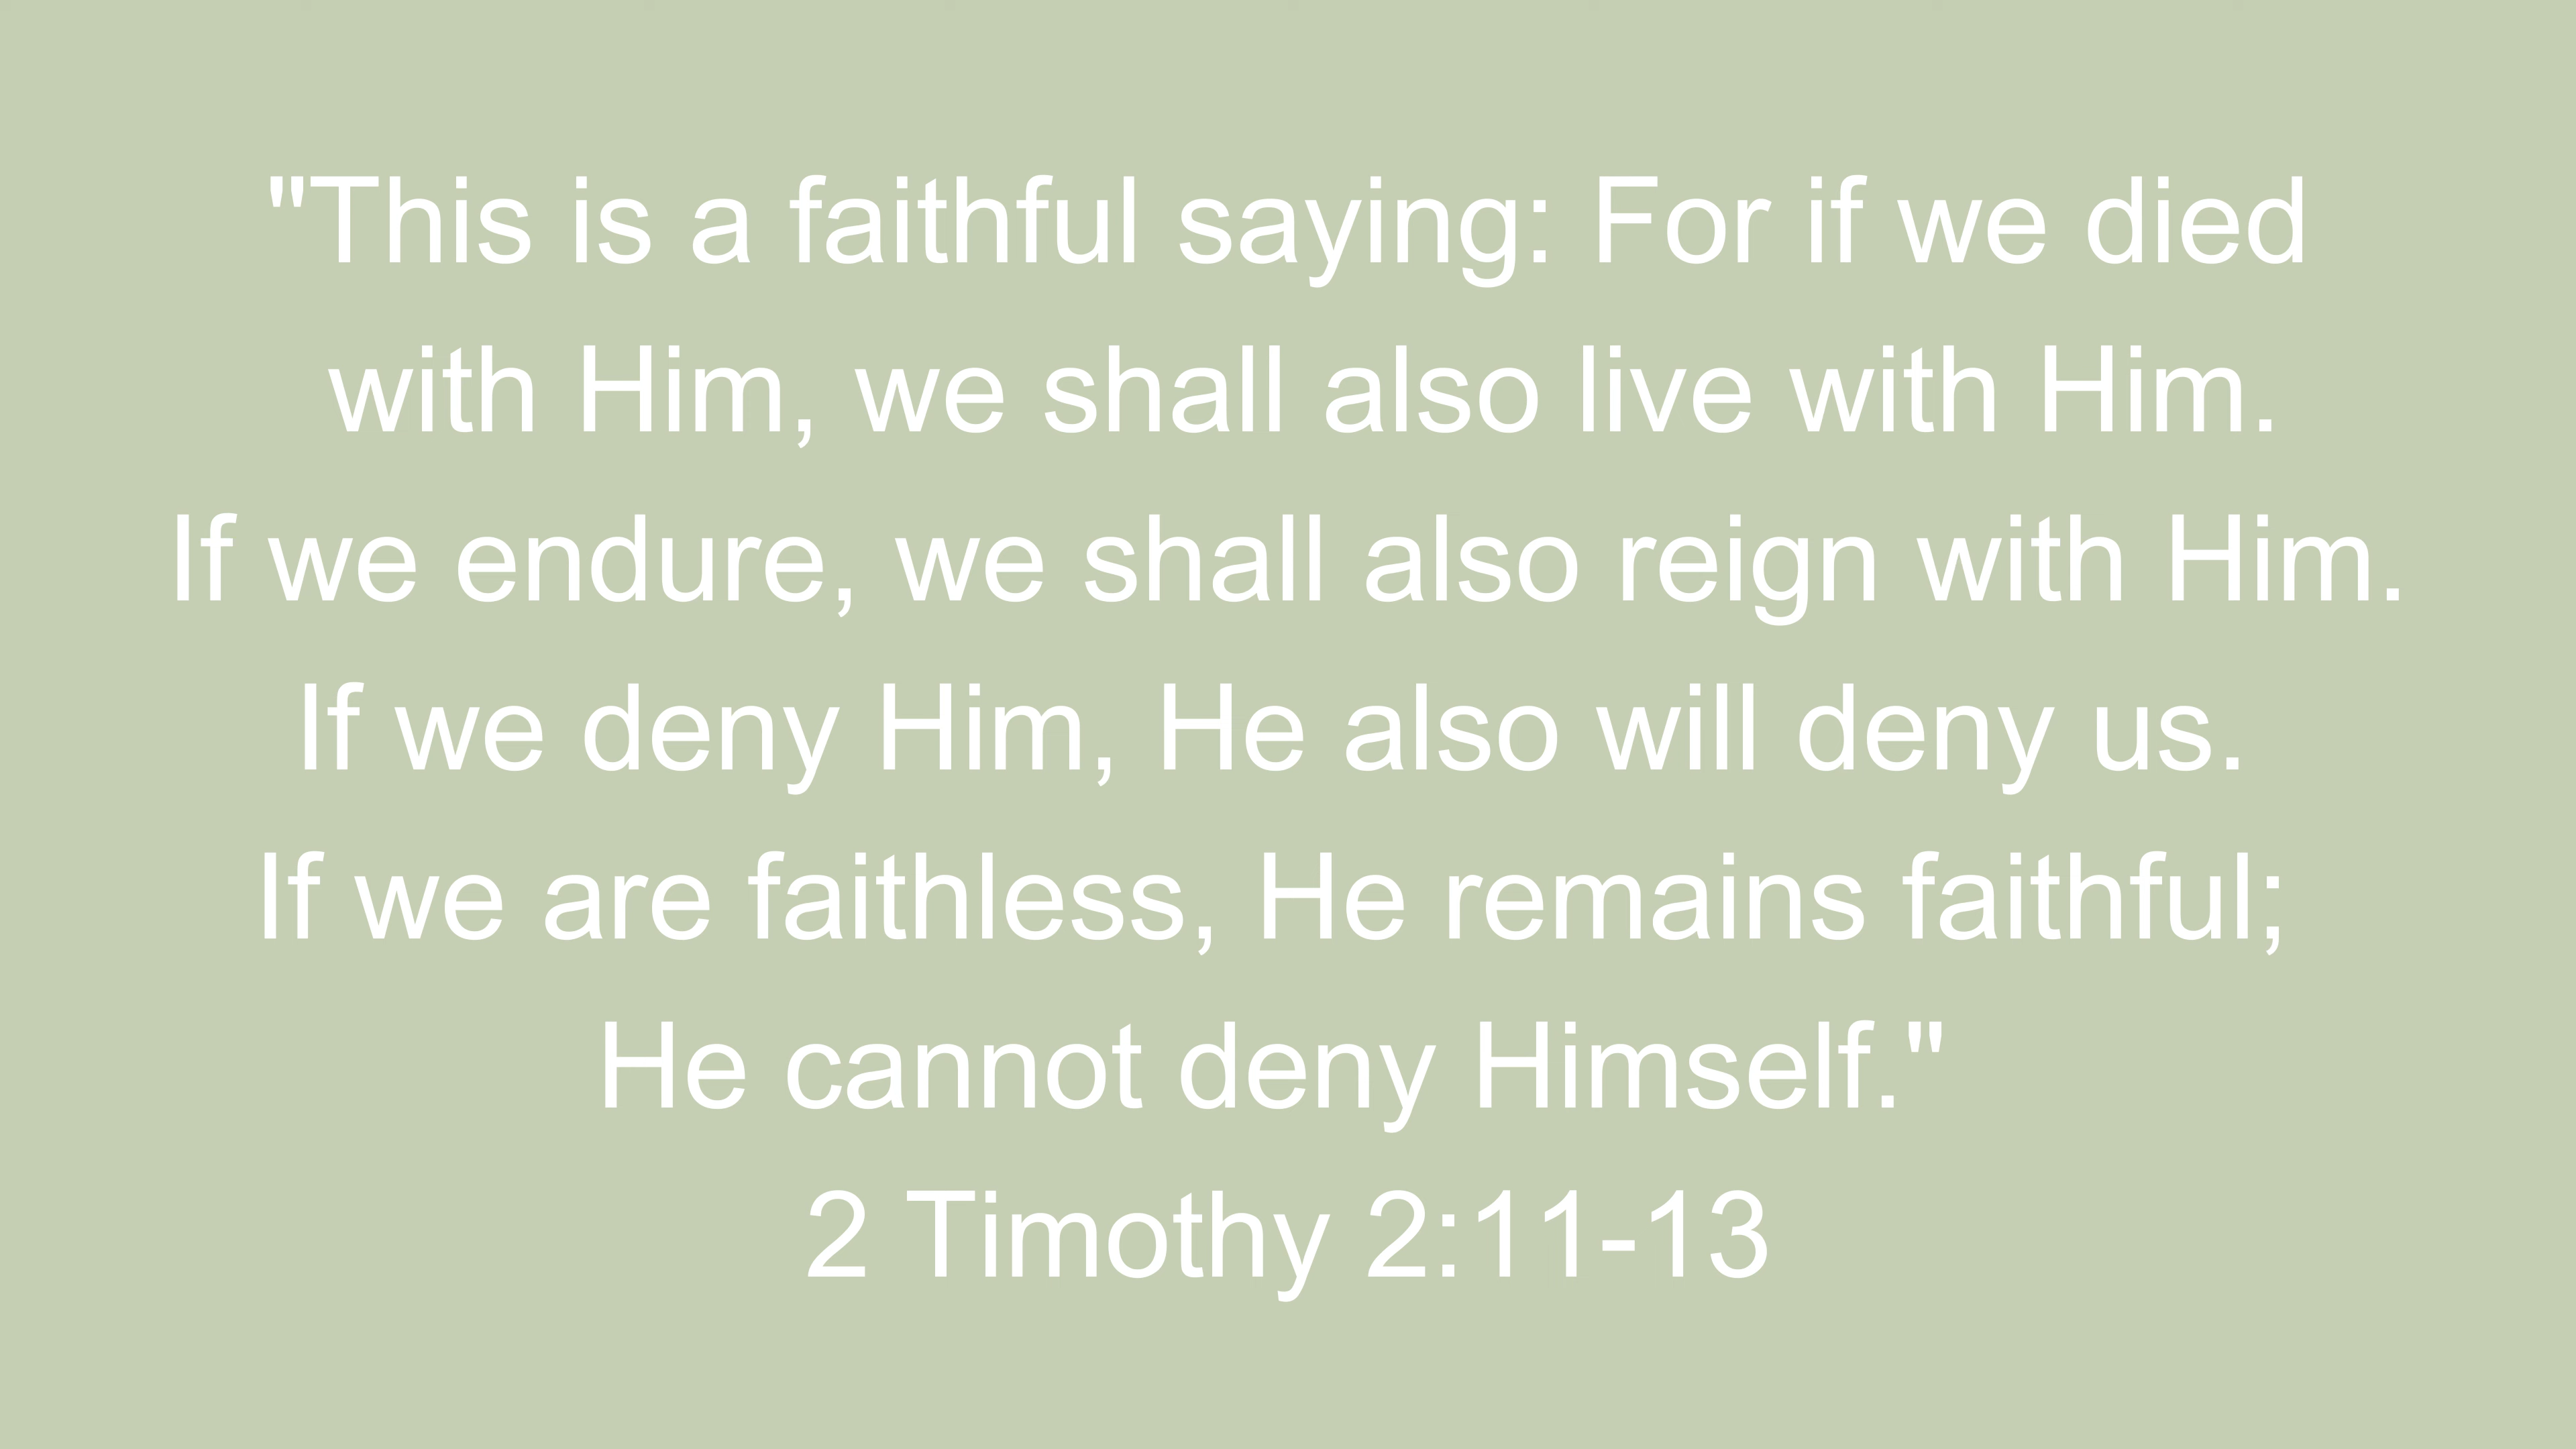 "This is a faithful saying: For if we died
with Him, we shall also live with Him.
If we endure, we shall also reign with Him.
If we deny Him, He also will deny us.
If we are faithless, He remains faithful;
He cannot deny Himself."
2 Timothy 2:11-13